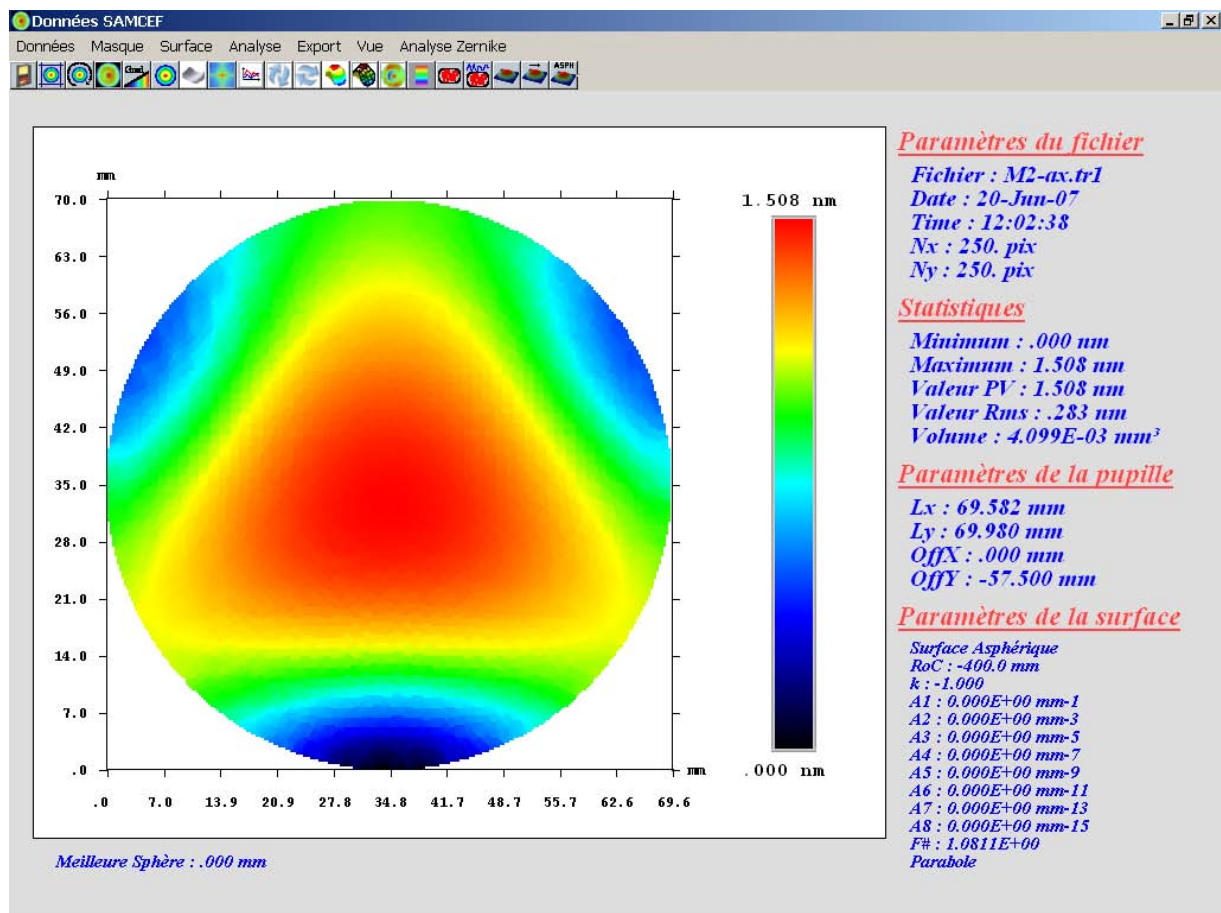 Données SAMCEF
Données Masque Surface Analyse Export Vue Analyse Zernike
ASPH
mm
70.0
63.0
56.0
49.0
42.0
35.0
28.0
21.0
14.0
7.0
.0
mm
.0 7.0 13.9 20.9 27.8 34.8 41.7 48.7 55.7 62.6 69.6
1.508 nm
.000 nm
Meilleure Sphère : .000 mm
Paramètres du fichier
Fichier : M2-ax.tr1
Date : 20-Jun-07
Time : 12:02:38
Nx : 250. pix
Ny : 250. pix
Statistiques
Minimum : .000 nm
Maximum : 1.508 nm
Valeur PV : 1.508 nm
Valeur Rms : .283 nm
Volume : 4.099E-03 mm³
Paramètres de la pupille
Lx : 69.582 mm
Ly : 69.980 mm
OffX : .000 mm
OffY : -57.500 mm
Paramètres de la surface
Surface Asphérique
RoC : -400.0 mm
k : -1.000
A1 : 0.000E+00 mm-1
A2 : 0.000E+00 mm-3
A3 : 0.000E+00 mm-5
A4 : 0.000E+00 mm-7
A5 : 0.000E+00 mm-9
A6 : 0.000E+00 mm-11
A7 : 0.000E+00 mm-13
A8 : 0.000E+00 mm-15
F# : 1.0811E+00
Parabole